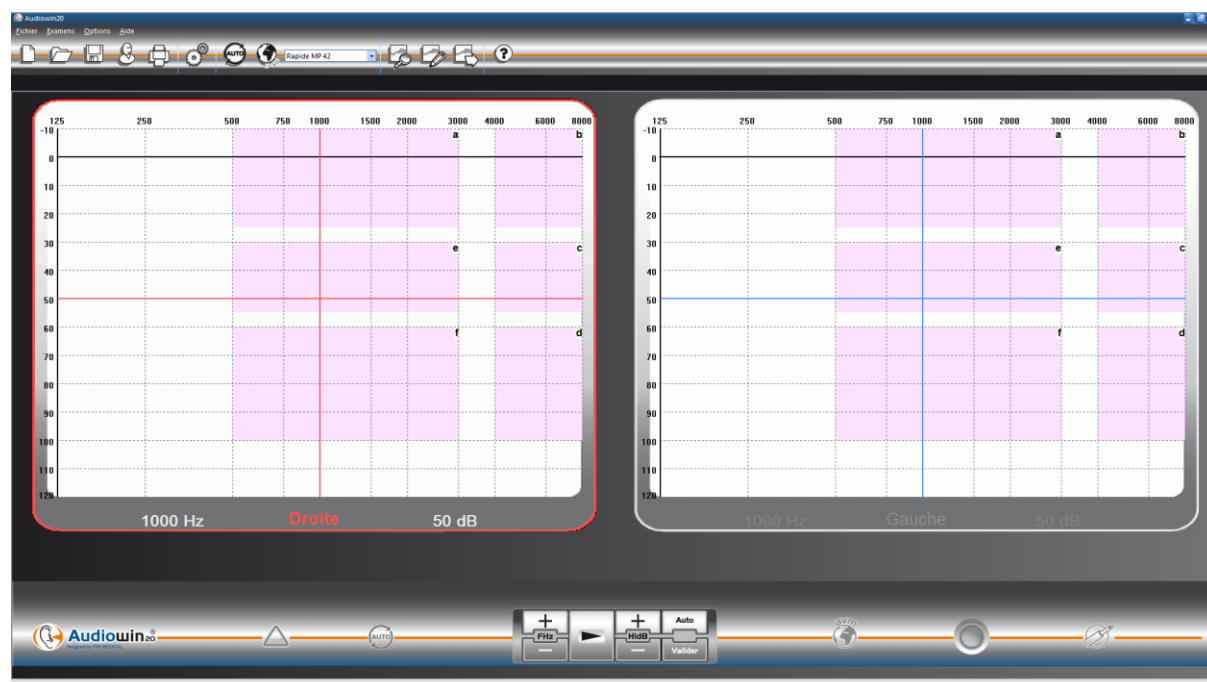 Audiowin20
Fichier Examens Options Aide
AUTO Rapide MP 42 ?
125 250 500 750 1000 1500 2000 3000 4000 6000 8000
-10 a b
0
10
20
30 e c
40
50
60 f d
70
80
90
100
110
120
1000 Hz Droite 50 dB
125 250 500 750 1000 1500 2000 3000 4000 6000 8000
-10 a b
0
10
20
30 e c
40
50
60 f d
70
80
90
100
110
120
1000 Hz Gauche 50 dB
Audiowin20
designed by FIM MEDICAL
AUTO
+ + Auto
FHz HldB
— — Valider
avm